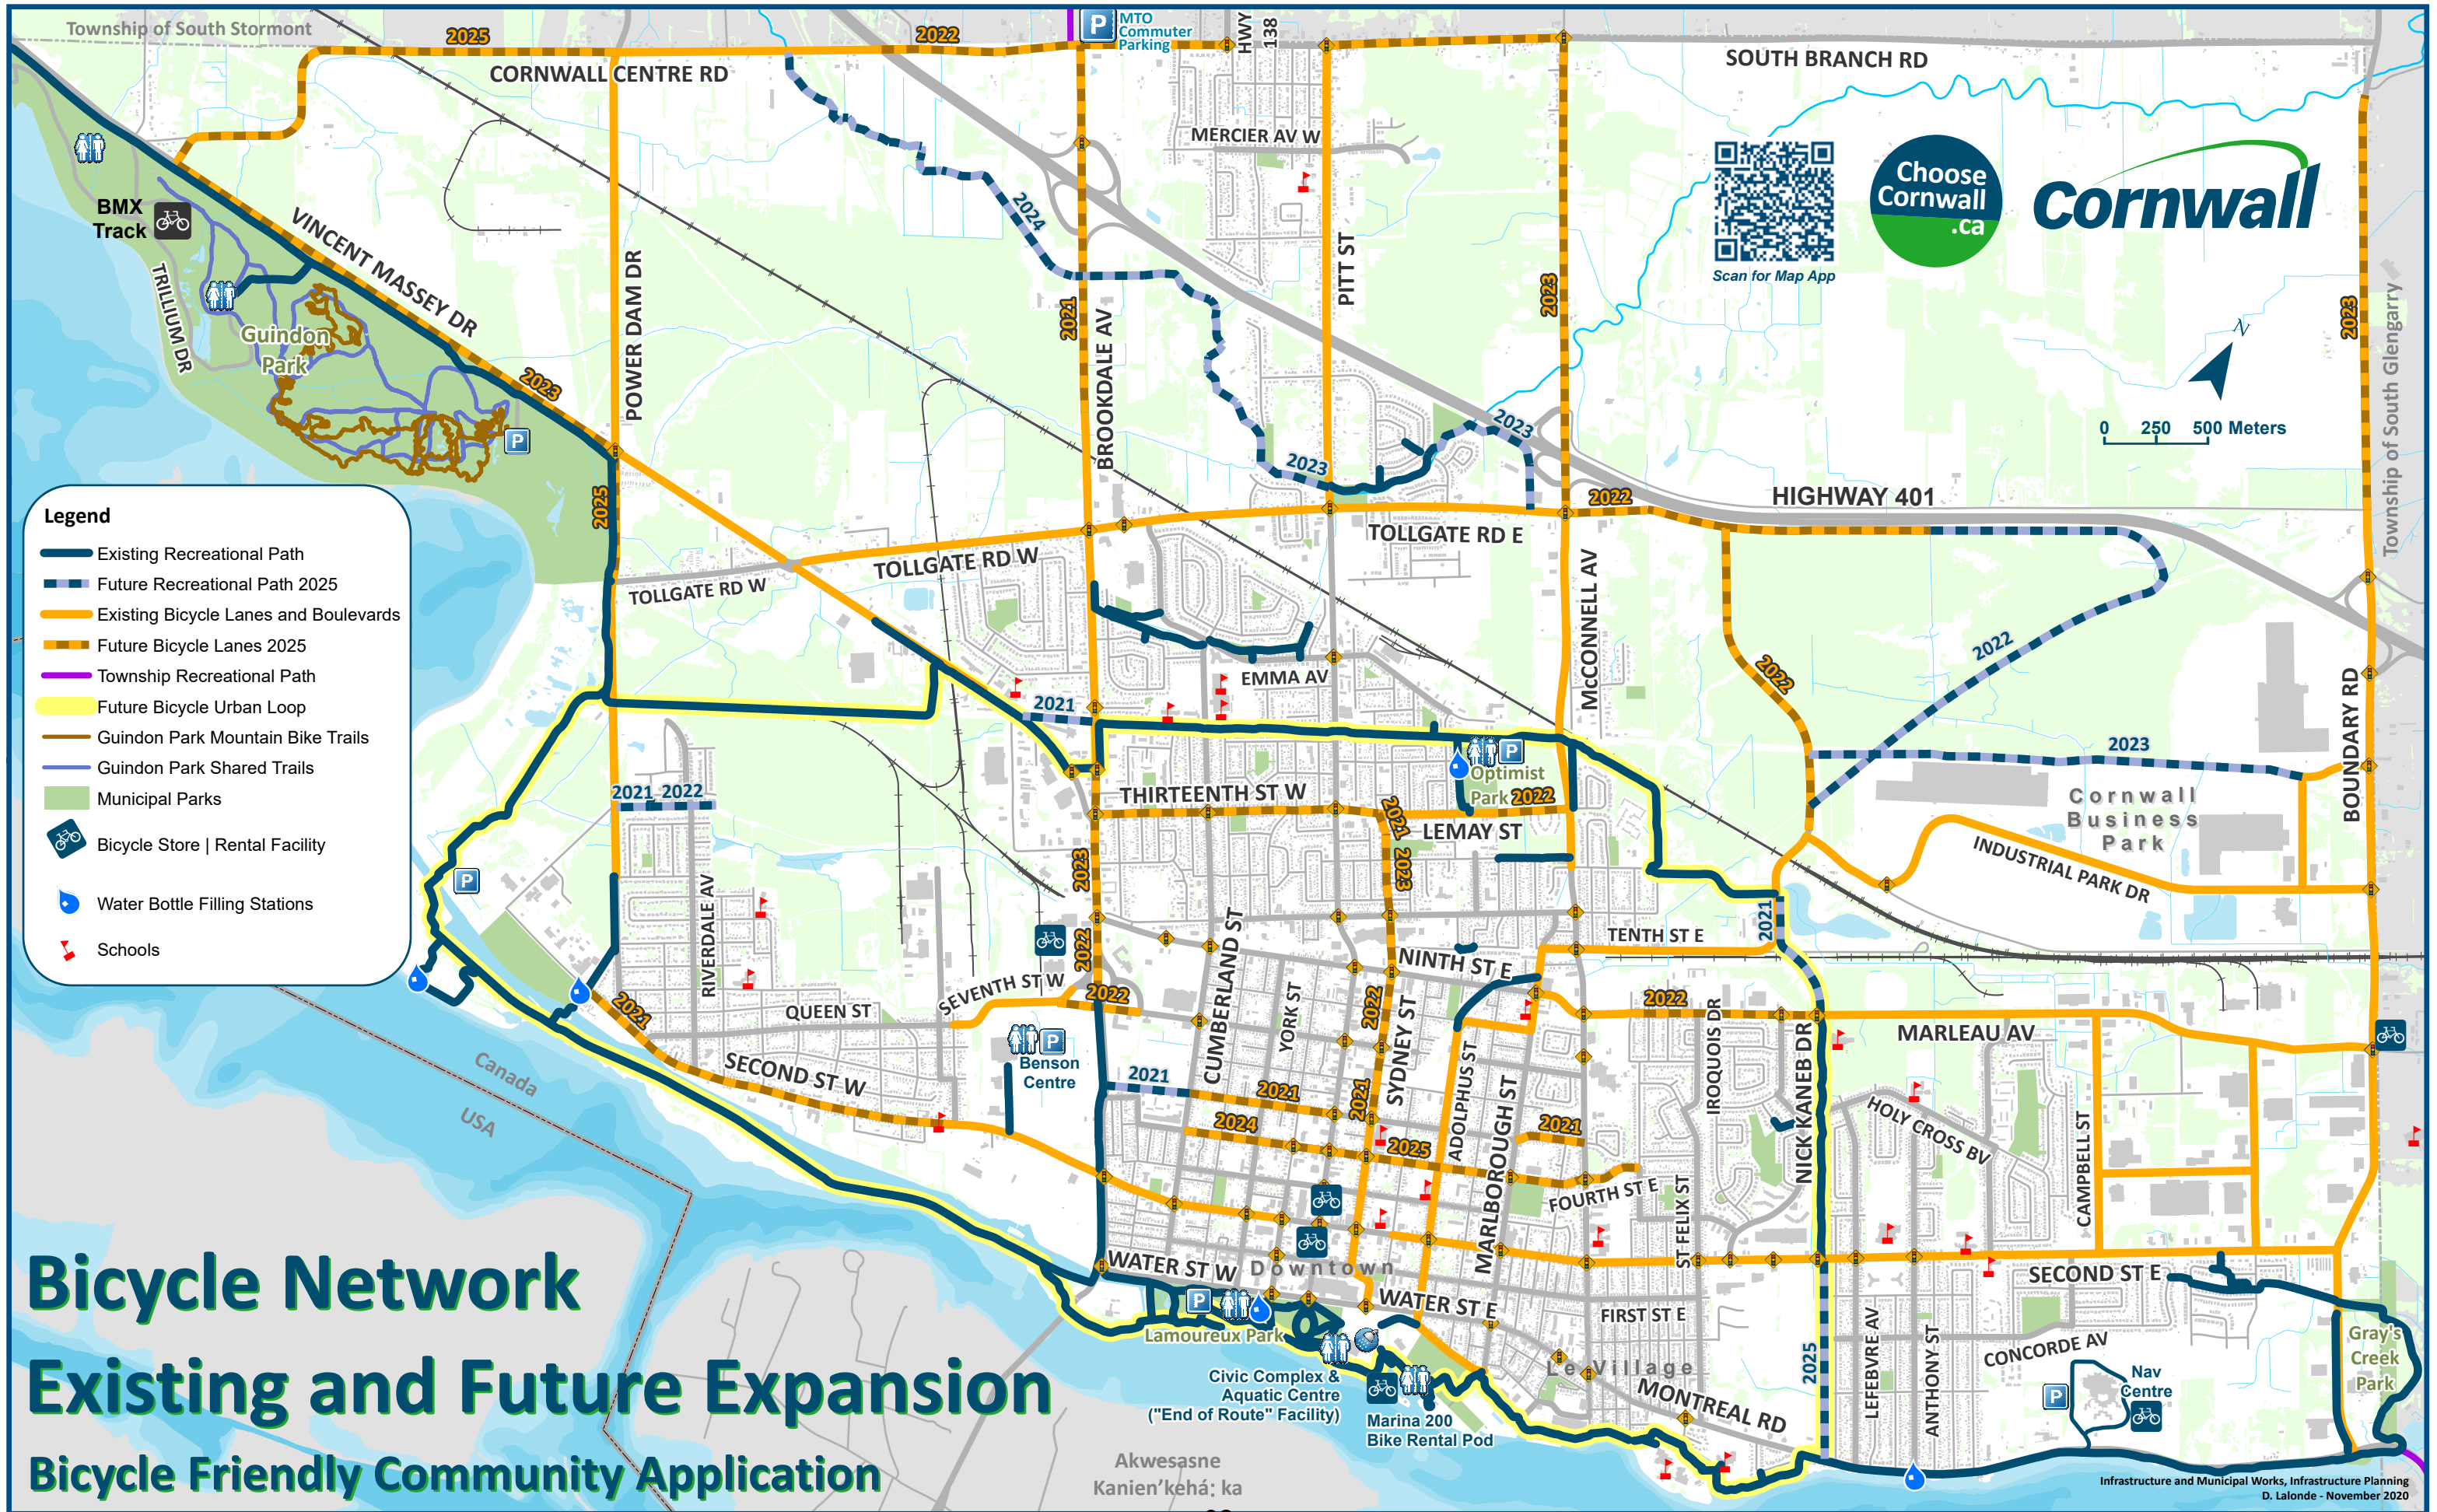 Township of South Stormont
2025
2022
P
MTO
Commuter
Parking
HWY
138
CORNWALL CENTRE RD
SOUTH BRANCH RD
MERCIER AV W
Choose
Cornwall
.ca
Cornwall
Scan for Map App
BMX
Track
VINCENT MASSEY DR
TRILLIUM DR
Guindon
Park
POWER DAM DR
2024
2021
BROOKDALE AV
PITT ST
2023
2023
Township of South Glengarry
N
0 250 500 Meters
2023
P
2023
2023
2025
2022
HIGHWAY 401
TOLLGATE RD E
TOLLGATE RD W
TOLLGATE RD W
McCONNELL AV
Legend
Existing Recreational Path
Future Recreational Path 2025
Existing Bicycle Lanes and Boulevards
Future Bicycle Lanes 2025
Township Recreational Path
Future Bicycle Urban Loop
Guindon Park Mountain Bike Trails
Guindon Park Shared Trails
Municipal Parks
Bicycle Store | Rental Facility
Water Bottle Filling Stations
Schools
2022
2022
EMMA AV
2021
2023
BOUNDARY RD
P
Optimist
Park
2022
2021 2022
THIRTEENTH ST W
2021
LEMAY ST
Cornwall
Business
Park
INDUSTRIAL PARK DR
P
2023
2023
RIVERDALE AV
2021
TENTH ST E
2022
CUMBERLAND ST
NINTH ST E
SEVENTH ST W
2022
2021
QUEEN ST
YORK ST
2022
SYDNEY ST
2022
IROQUOIS DR
NICK KANEB DR
MARLEAU AV
P
Benson
Centre
SECOND ST W
Canada
USA
2021
2021
2021
ADOLPHUS ST
MARLBOROUGH ST
2024
2025
2021
HOLY CROSS BV
CAMPBELL ST
FOURTH ST E
ST FELIX ST
WATER ST W
Downtown
SECOND ST E
P
WATER ST E
FIRST ST E
Lamoureux Park
Le Village
MONTREAL RD
2025
LEFEBVRE AV
ANTHONY ST
CONCORDE AV
Gray's
Creek
Park
P
Nav
Centre
Civic Complex &
Aquatic Centre
("End of Route" Facility)
Marina 200
Bike Rental Pod
Akwesasne
Kanien'kehá: ka
Bicycle Network
Existing and Future Expansion
Bicycle Friendly Community Application
Infrastructure and Municipal Works, Infrastructure Planning
D. Lalonde - November 2020